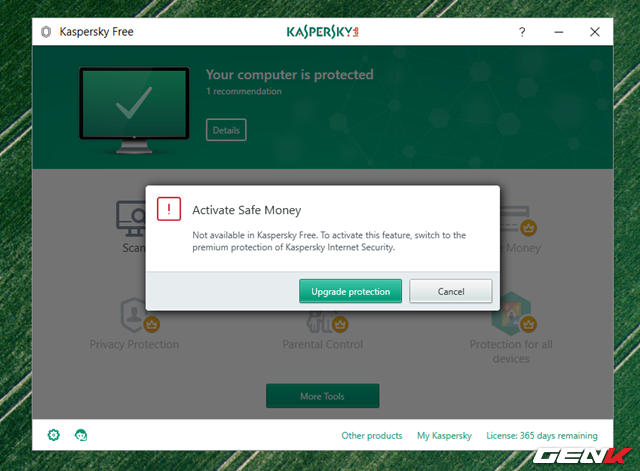 Kaspersky Free
KASPERSKY lab
?
Your computer is protected
1 recommendation
Details
Activate Safe Money
Not available in Kaspersky Free. To activate this feature, switch to the
premium protection of Kaspersky Internet Security.
Upgrade protection
Cancel
Scan
Money
Privacy Protection
Parental Control
Protection for all
devices
More Tools
Other products
My Kaspersky
License: 365 days remaining
GENK